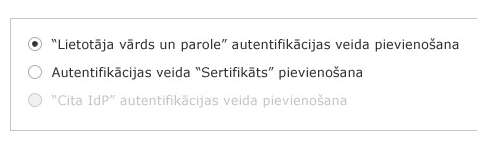 “Lietotāja vārds un parole” autentifikācijas veida pievienošana
Autentifikācijas veida “Sertifikāts” pievienošana
“Cita IdP” autentifikācijas veida pievienošana